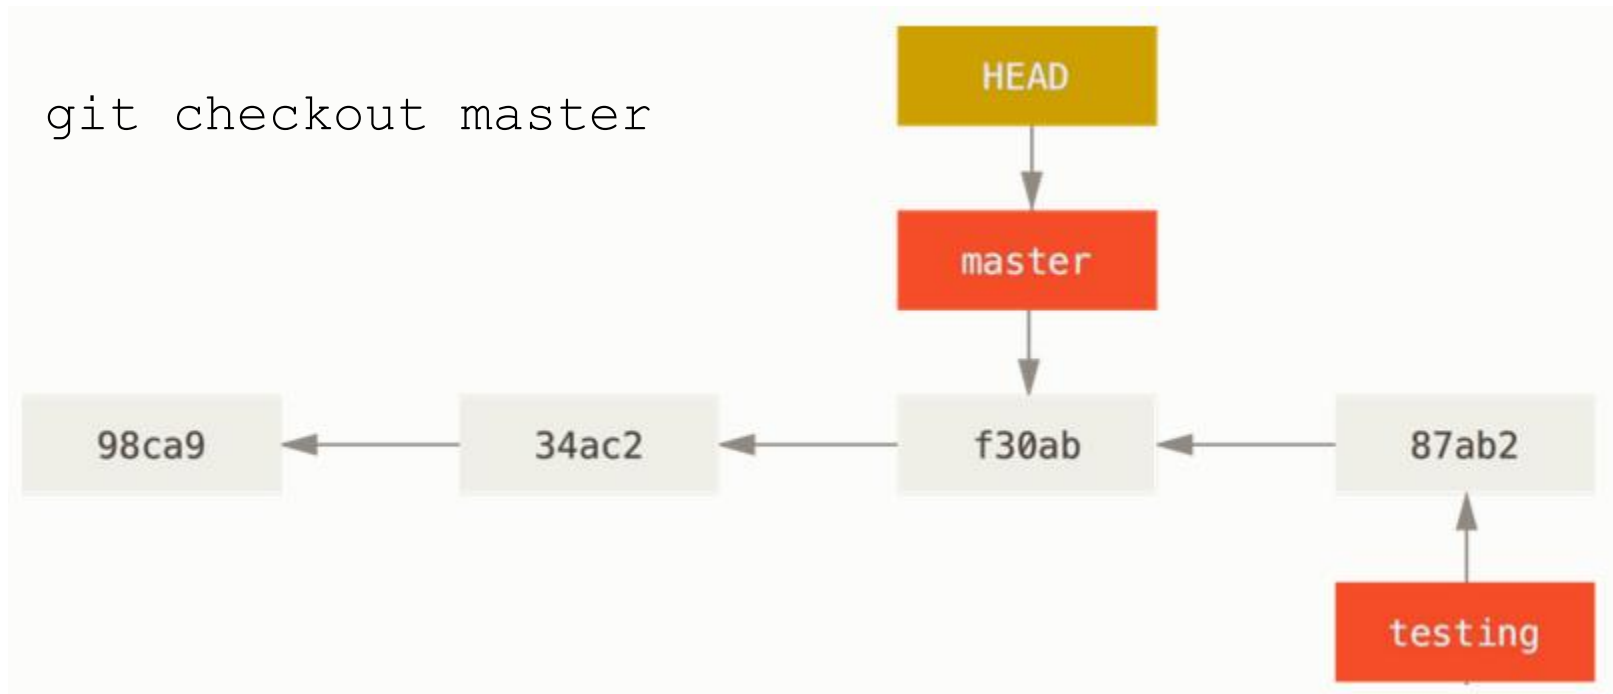 HEAD
git checkout master
master
98ca9 34ac2 f30ab 87ab2
testing